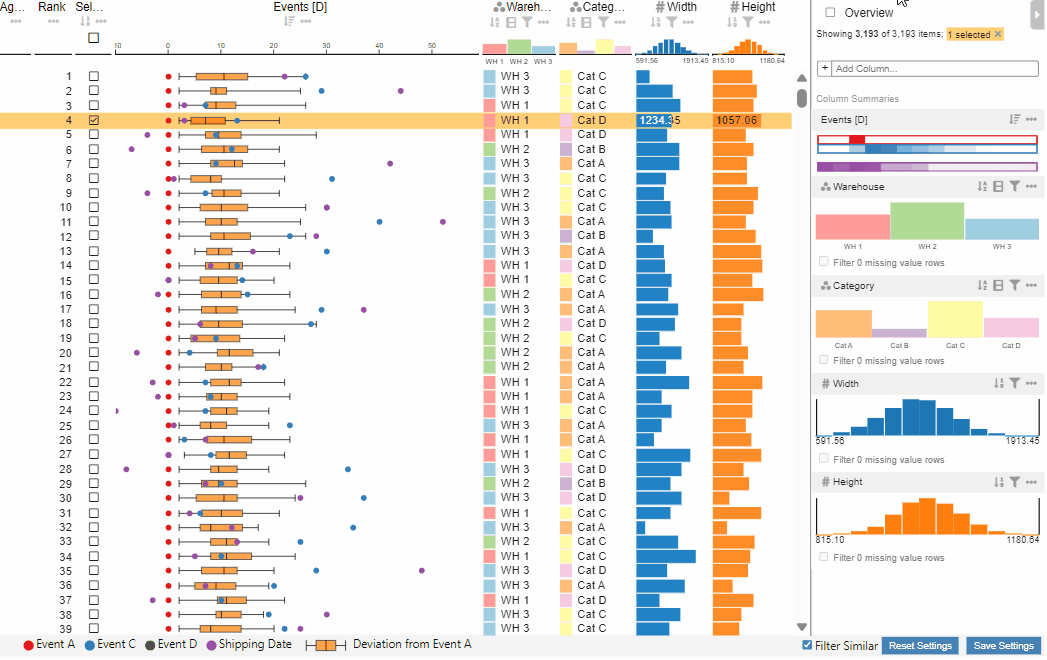 Ag... Rank Sel... Events [D] Wareh... Categ... # Width # Height
10 0 10 20 30 40 50 WH 1 WH 2 WH 3 591.56 1913.45 815.10 1180.64
1 WH 3 Cat C
2 WH 3 Cat C
3 WH 1 Cat C
4 WH 1 Cat D 1234.35 1057.06
5 WH 1 Cat D
6 WH 2 Cat B
7 WH 3 Cat A
8 WH 3 Cat C
9 WH 2 Cat C
10 WH 3 Cat C
11 WH 3 Cat A
12 WH 3 Cat B
13 WH 3 Cat A
14 WH 1 Cat D
15 WH 1 Cat C
16 WH 2 Cat A
17 WH 3 Cat A
18 WH 2 Cat D
19 WH 2 Cat C
20 WH 2 Cat A
21 WH 2 Cat A
22 WH 1 Cat A
23 WH 1 Cat A
24 WH 1 Cat C
25 WH 3 Cat A
26 WH 1 Cat A
27 WH 1 Cat C
28 WH 3 Cat D
29 WH 2 Cat B
30 WH 3 Cat D
31 WH 1 Cat C
32 WH 3 Cat A
33 WH 2 Cat C
34 WH 1 Cat C
35 WH 3 Cat D
36 WH 3 Cat A
37 WH 1 Cat D
38 WH 3 Cat C
39 WH 3 Cat C
Event A Event C Event D Shipping Date Deviation from Event A
Overview
Showing 3,193 of 3,193 items; 1 selected ×
+ Add Column...
Column Summaries
Events [D]
Warehouse
WH 1 WH 2 WH 3
Filter 0 missing value rows
Category
Cat A Cat B Cat C Cat D
Filter 0 missing value rows
# Width
591.56 1913.45
Filter 0 missing value rows
# Height
815.10 1180.64
Filter 0 missing value rows
Filter Similar Reset Settings Save Settings